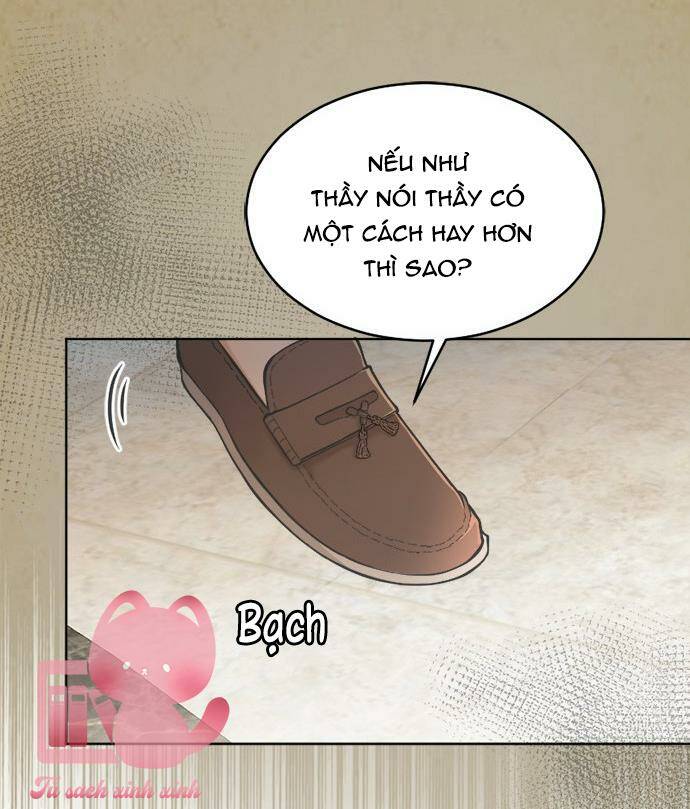 NẾU NHƯ
THẦY NÓI THẦY CÓ
MỘT CÁCH HAY HƠN
THÌ SAO?
Bạch
Tủ sách xinh xinh